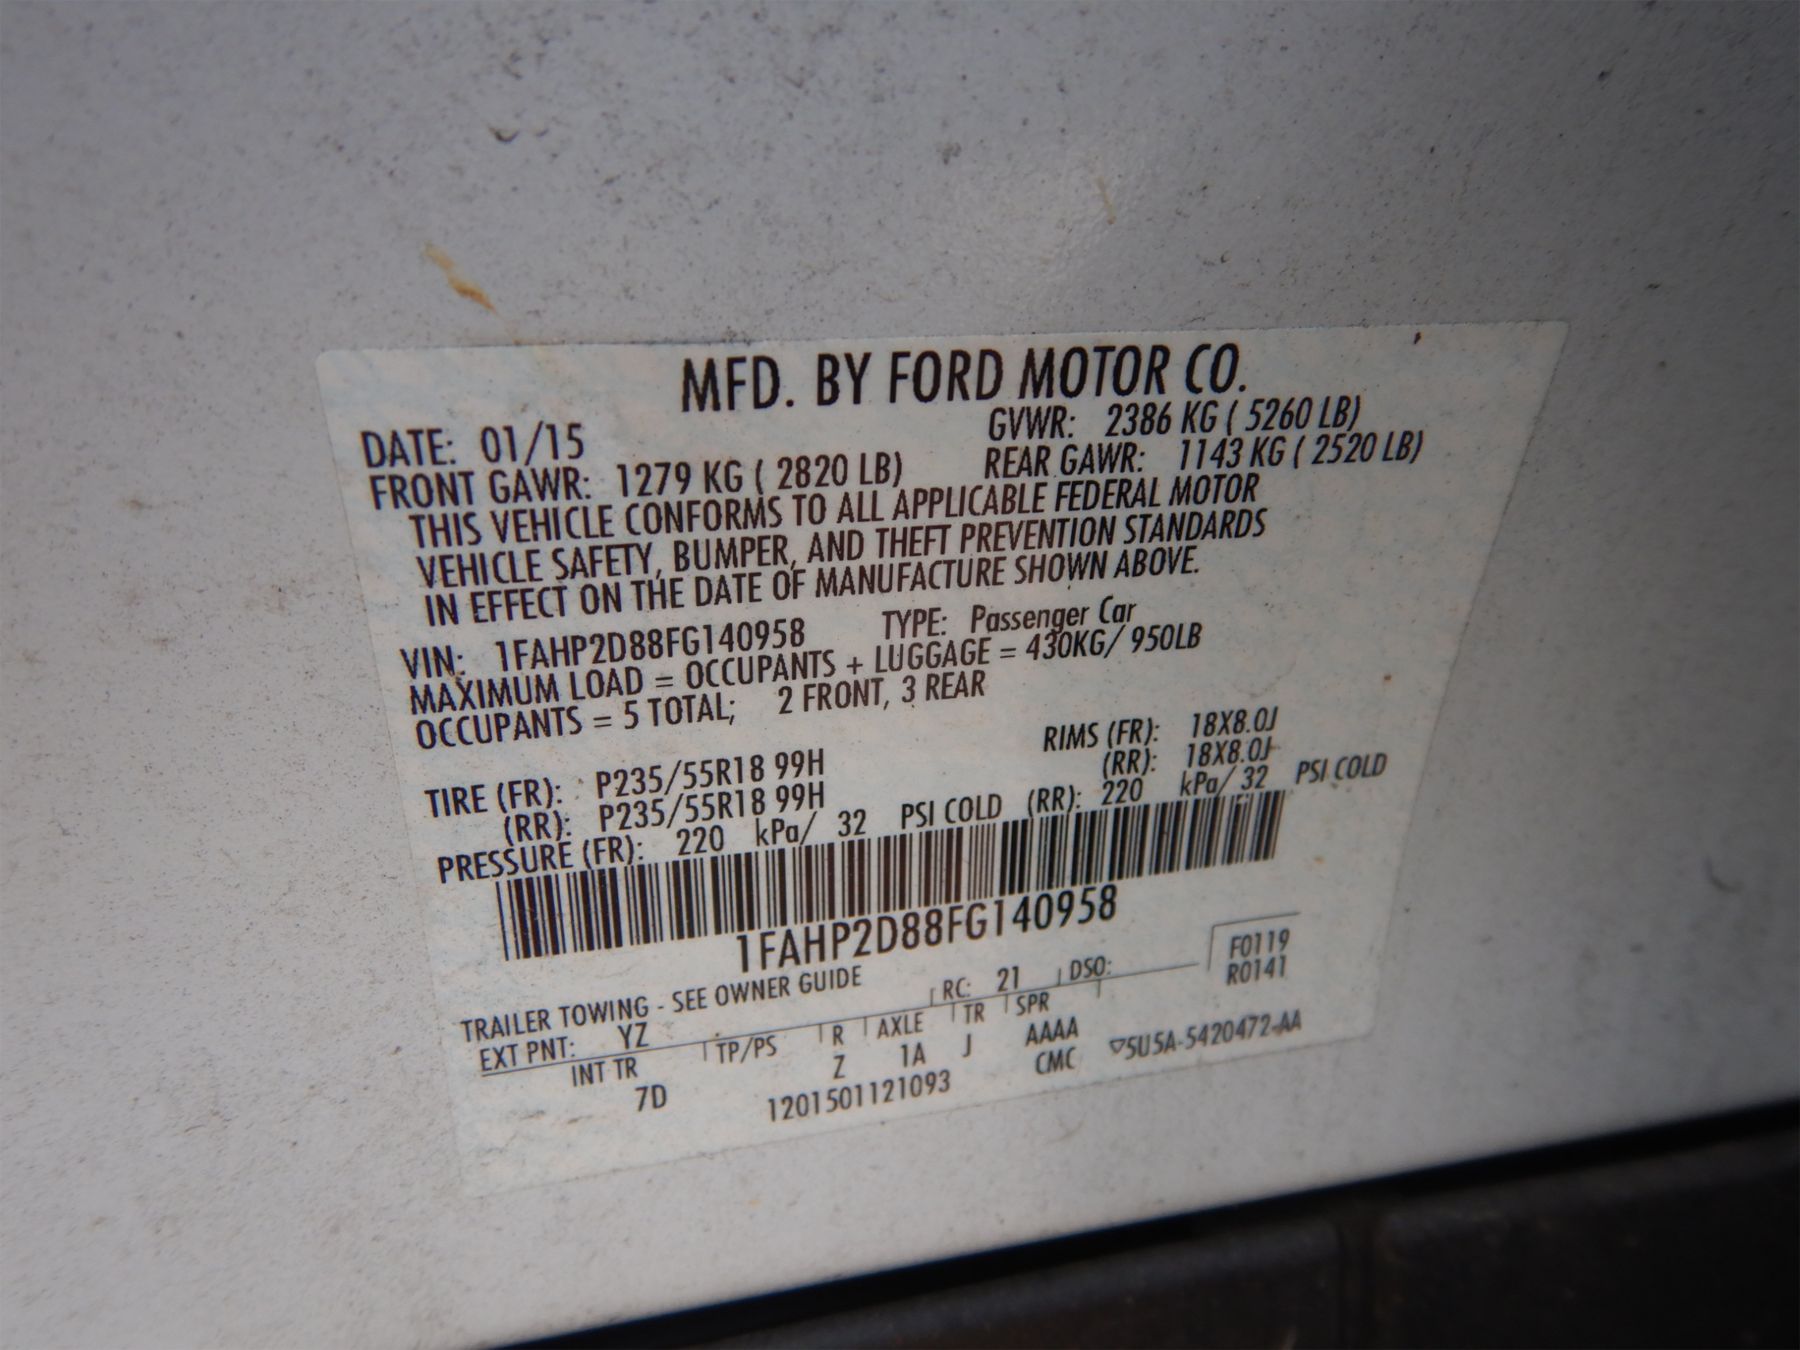 MFD. BY FORD MOTOR CO.
DATE: 01/15 GVWR: 2386 KG ( 5260 LB)
FRONT GAWR: 1279 KG ( 2820 LB) REAR GAWR: 1143 KG ( 2520 LB)
THIS VEHICLE CONFORMS TO ALL APPLICABLE FEDERAL MOTOR
VEHICLE SAFETY, BUMPER, AND THEFT PREVENTION STANDARDS
IN EFFECT ON THE DATE OF MANUFACTURE SHOWN ABOVE.
VIN: 1FAHP2D88FG140958 TYPE: Passenger Car
MAXIMUM LOAD = OCCUPANTS + LUGGAGE = 430KG/ 950LB
OCCUPANTS = 5 TOTAL; 2 FRONT, 3 REAR
TIRE (FR): P235/55R18 99H RIMS (FR): 18X8.0J
(RR): P235/55R18 99H (RR): 18X8.0J
PRESSURE (FR): 220 kPa/ 32 PSI COLD (RR): 220 kPa/ 32 PSI COLD
1FAHP2D88FG140958
TRAILER TOWING - SEE OWNER GUIDE
EXT PNT: YZ RC: 21 DSO: F0119
R0141
INT TR TP/PS R AXLE TR SPR
7D Z 1A J AAAA
1201501121093 CMC ▽5U5A-5420472-AA